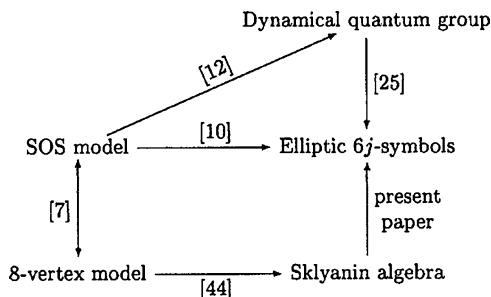 Dynamical quantum group
[12]
[25]
SOS model
[10]
Elliptic 6j-symbols
[7]
present
paper
8-vertex model
[44]
Sklyanin algebra